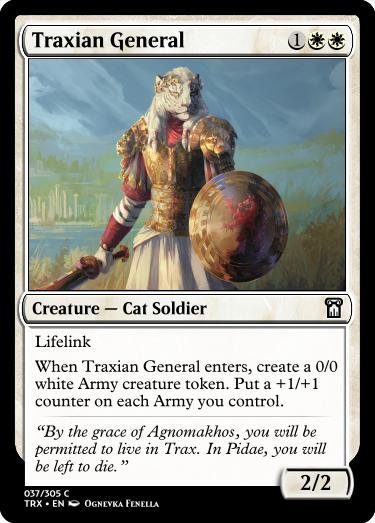 Traxian General 1
Creature — Cat Soldier
Lifelink
When Traxian General enters, create a 0/0
white Army creature token. Put a +1/+1
counter on each Army you control.
“By the grace of Agnomakhos, you will be
permitted to live in Trax. In Pidae, you will
be left to die.”
2/2
037/305 C
TRX • EN Ognevka Fenella